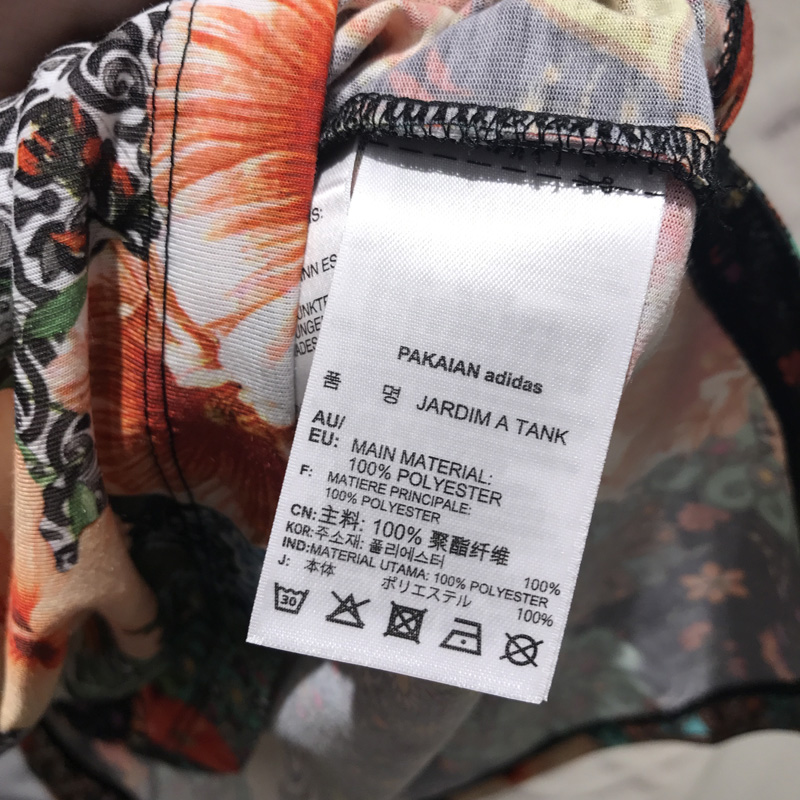 PAKAIAN adidas
품 명 JARDIM A TANK
AU/
EU: MAIN MATERIAL:
100% POLYESTER
F: MATIERE PRINCIPALE:
100% POLYESTER
CN:主料: 100% 聚酯纤维
KOR:주소재: 폴리에스터 100%
IND:MATERIAL UTAMA: 100% POLYESTER
J: 本体 ポリエステル 100%
30